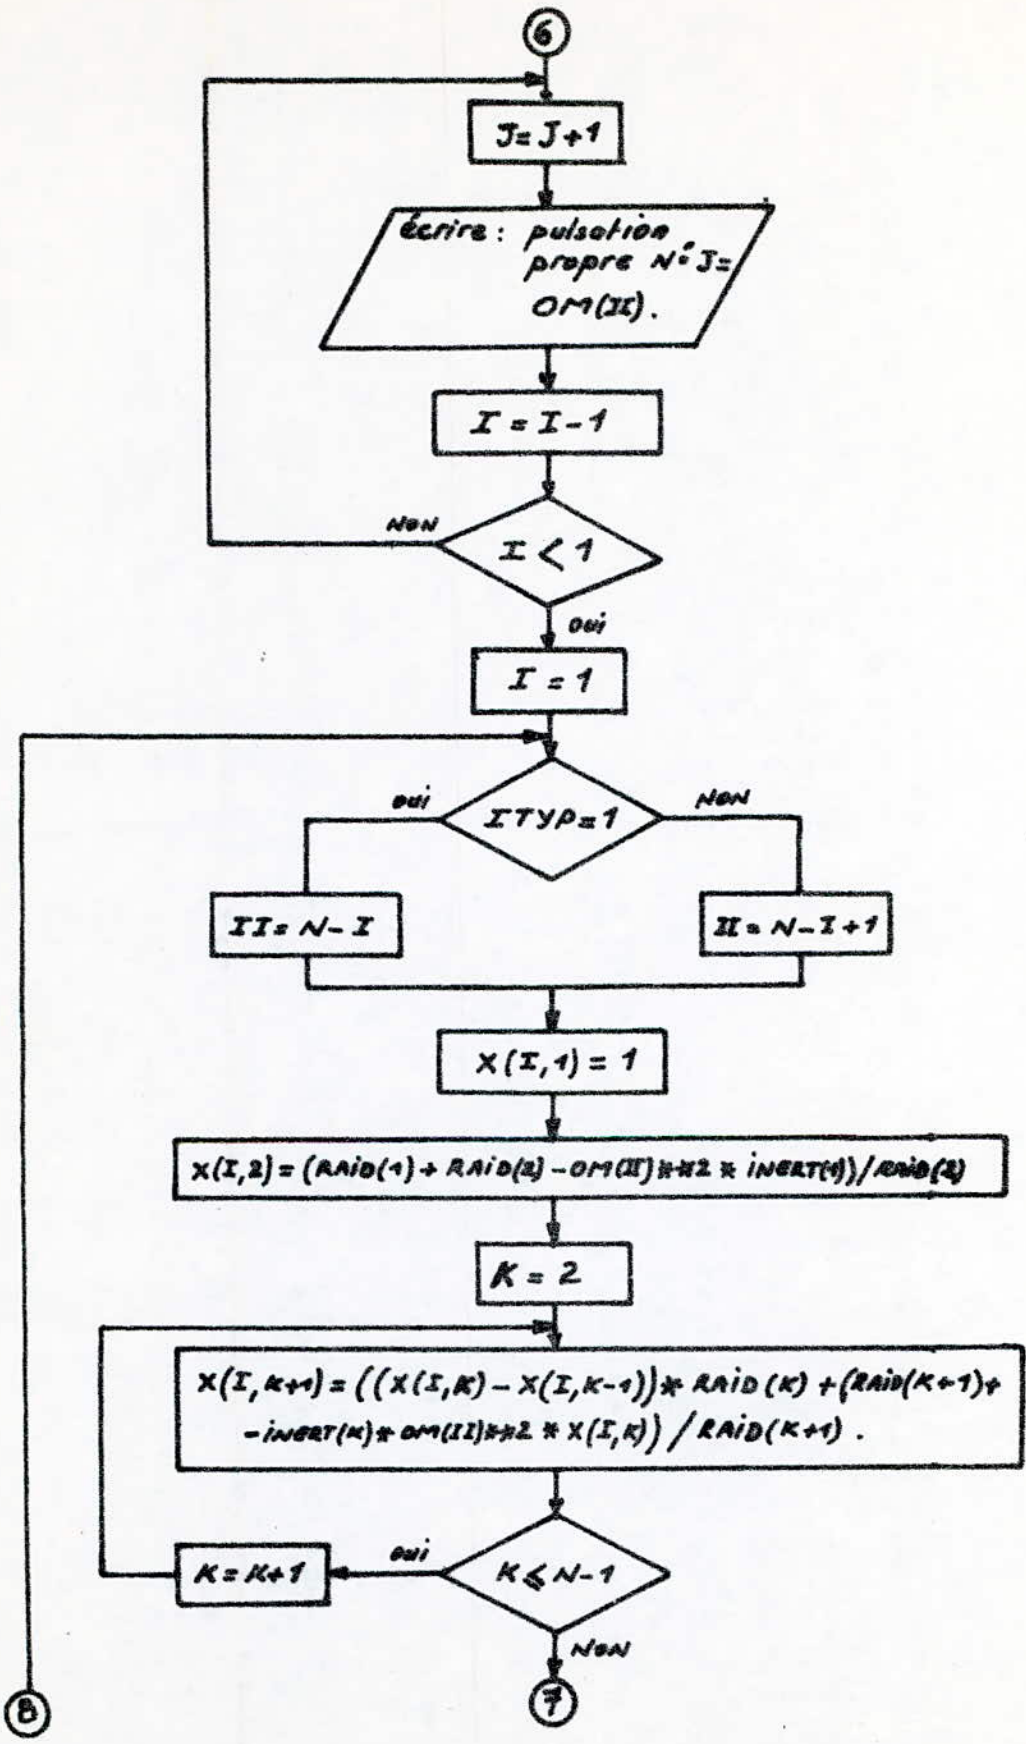 6
J=J+1
écrire: pulsation
propre N° J=
OM(II).
I = I-1
NON
I < 1
OUI
I = 1
OUI
ITYP=1
NON
II= N-I
II= N-I+1
X(I,1)=1
X(I,2)=(RAID(1)+RAID(2)-OM(II)**2*INERT(1))/RAID(2)
K=2
X(I,K+1)=((X(I,K)-X(I,K-1))*RAID(K)+(RAID(K+1)+
-INERT(K)*OM(II)**2*X(I,K))/RAID(K+1).
K=K+1
OUI
K≤N-1
NON
8
7